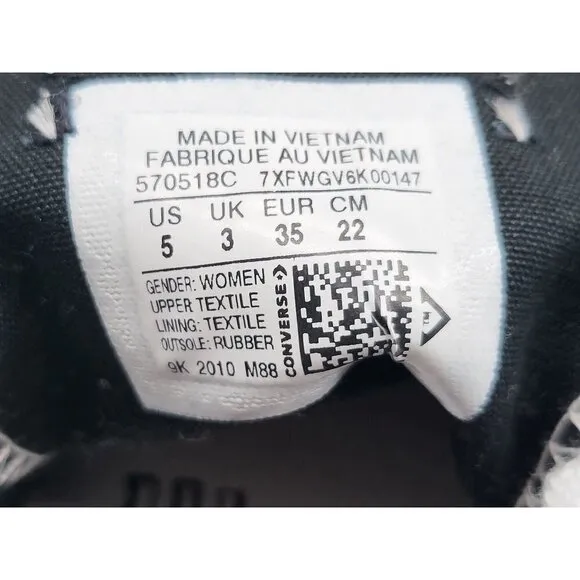 MADE IN VIETNAM
FABRIQUE AU VIETNAM
570518C 7XFWGV6K00147
US UK EUR CM
5 3 35 22
GENDER: WOMEN
UPPER TEXTILE
LINING: TEXTILE
OUTSOLE: RUBBER
9K 2010 M88
CONVERSE